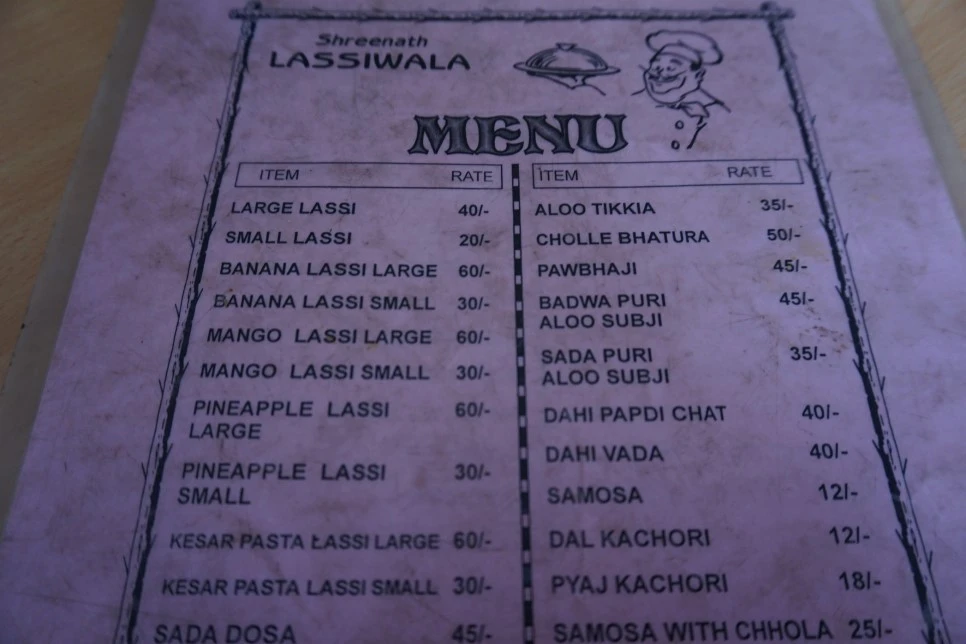 Shreenath
LASSIWALA
MENU
ITEM RATE
LARGE LASSI 40/-
SMALL LASSI 20/-
BANANA LASSI LARGE 60/-
BANANA LASSI SMALL 30/-
MANGO LASSI LARGE 60/-
MANGO LASSI SMALL 30/-
PINEAPPLE LASSI 60/-
LARGE
PINEAPPLE LASSI 30/-
SMALL
KESAR PASTA LASSI LARGE 60/-
KESAR PASTA LASSI SMALL 30/-
SADA DOSA 45/-
ITEM RATE
ALOO TIKKIA 35/-
CHOLLE BHATURA 50/-
PAWBHAJI 45/-
BADWA PURI 45/-
ALOO SUBJI
SADA PURI 35/-
ALOO SUBJI
DAHI PAPDI CHAT 40/-
DAHI VADA 40/-
SAMOSA 12/-
DAL KACHORI 12/-
PYAJ KACHORI 18/-
SAMOSA WITH CHHOLA 25/-